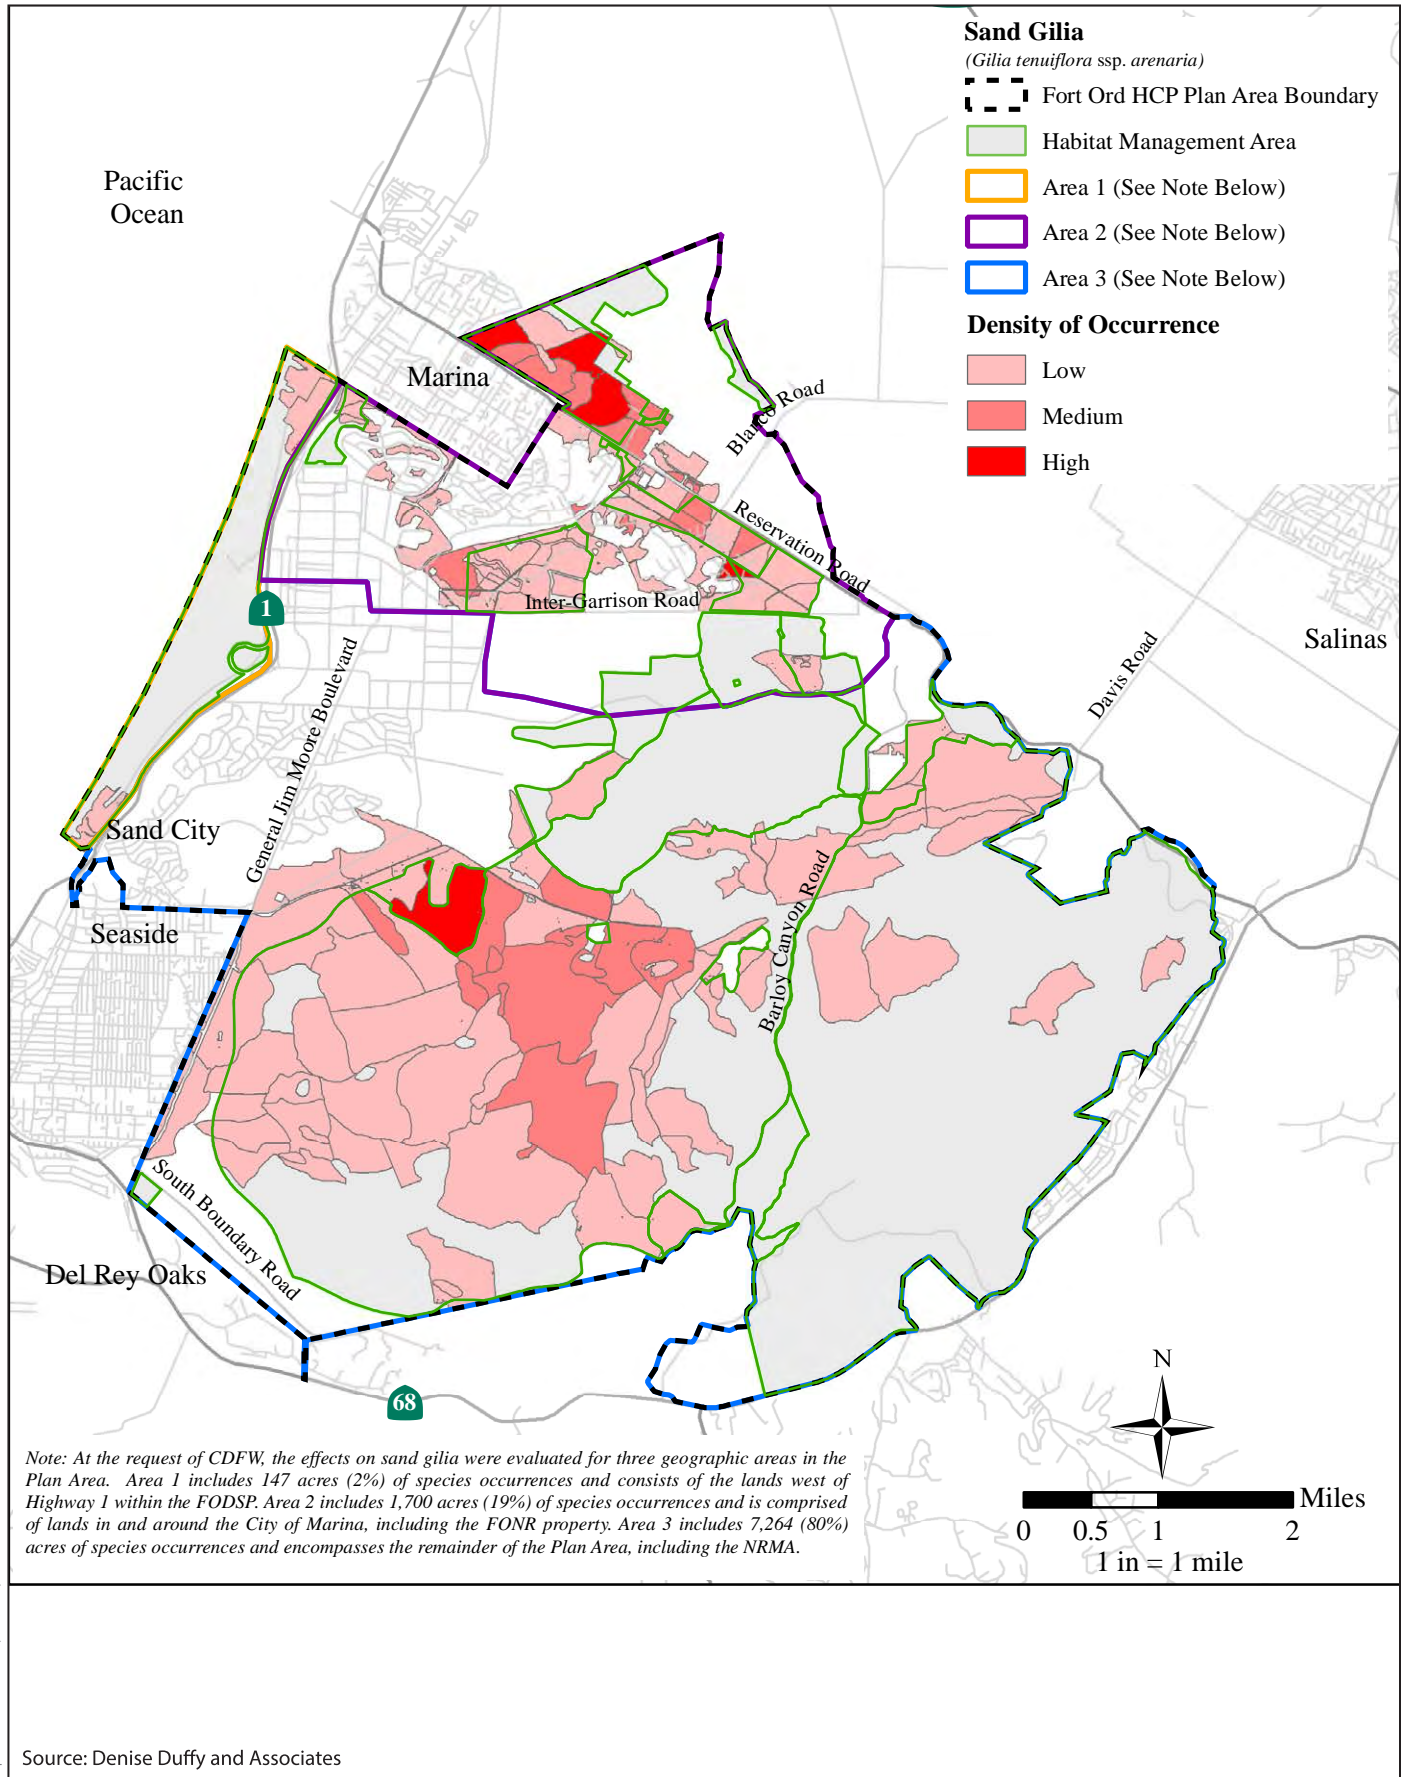 Sand Gilia
(Gilia tenuiflora ssp. arenaria)
Fort Ord HCP Plan Area Boundary
Habitat Management Area
Area 1 (See Note Below)
Area 2 (See Note Below)
Area 3 (See Note Below)
Density of Occurrence
Low
Medium
High
Pacific
Ocean
Marina
Blanco Road
Reservation Road
Inter-Garrison Road
1
Salinas
Davis Road
General Jim Moore Boulevard
Sand City
Seaside
Barloy Canyon Road
South Boundary Road
Del Rey Oaks
68
N
Miles
0 0.5 1 2
1 in = 1 mile
Note: At the request of CDFW, the effects on sand gilia were evaluated for three geographic areas in the
Plan Area. Area 1 includes 147 acres (2%) of species occurrences and consists of the lands west of
Highway 1 within the FODSP. Area 2 includes 1,700 acres (19%) of species occurrences and is comprised
of lands in and around the City of Marina, including the FONR property. Area 3 includes 7,264 (80%)
acres of species occurrences and encompasses the remainder of the Plan Area, including the NRMA.
Source: Denise Duffy and Associates